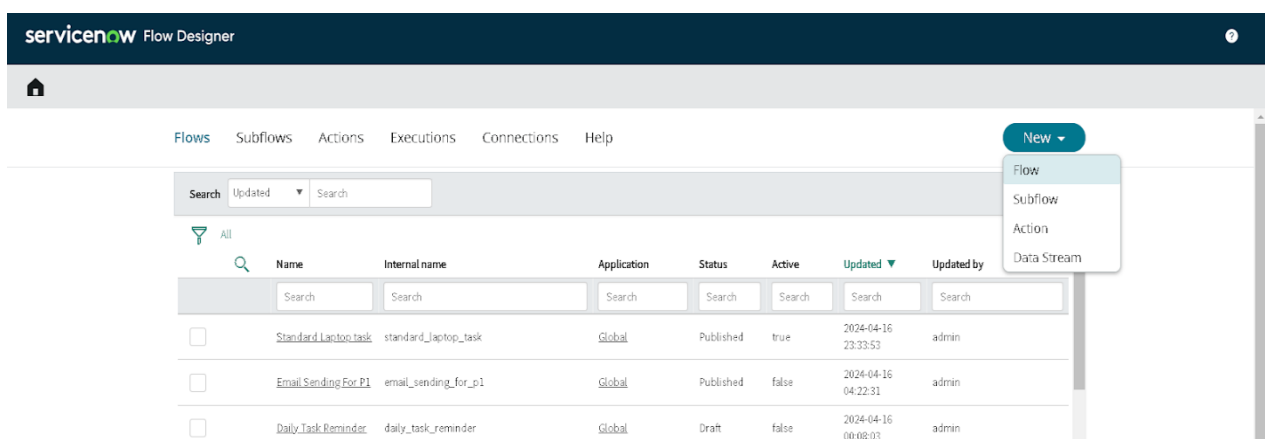 servicenow Flow Designer
?
Flows Subflows Actions Executions Connections Help New
Flow
Search Updated Search
Subflow
All
Action
Data Stream
Name Internal name Application Status Active Updated Updated by
Search Search Search Search Search Search Search
Standard Laptop task standard_laptop_task Global Published true 2024-04-16 23:33:53 admin
Email Sending For P1 email_sending_for_p1 Global Published false 2024-04-16 04:22:31 admin
Daily Task Reminder daily_task_reminder Global Draft false 2024-04-16 00:08:03 admin